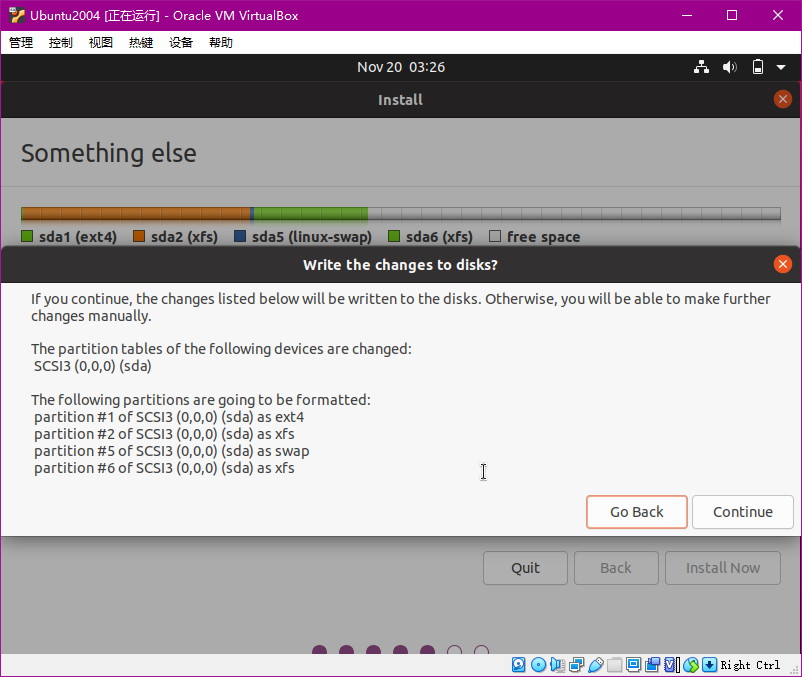 Ubuntu2004 [正在运行] - Oracle VM VirtualBox
管理 控制 视图 热键 设备 帮助
Nov 20 03:26
Install
Something else
sda1 (ext4) sda2 (xfs) sda5 (linux-swap) sda6 (xfs) free space
Write the changes to disks?
If you continue, the changes listed below will be written to the disks. Otherwise, you will be able to make further
changes manually.
The partition tables of the following devices are changed:
SCSI3 (0,0,0) (sda)
The following partitions are going to be formatted:
partition #1 of SCSI3 (0,0,0) (sda) as ext4
partition #2 of SCSI3 (0,0,0) (sda) as xfs
partition #5 of SCSI3 (0,0,0) (sda) as swap
partition #6 of SCSI3 (0,0,0) (sda) as xfs
Go Back Continue
Quit Back Install Now
Right Ctrl